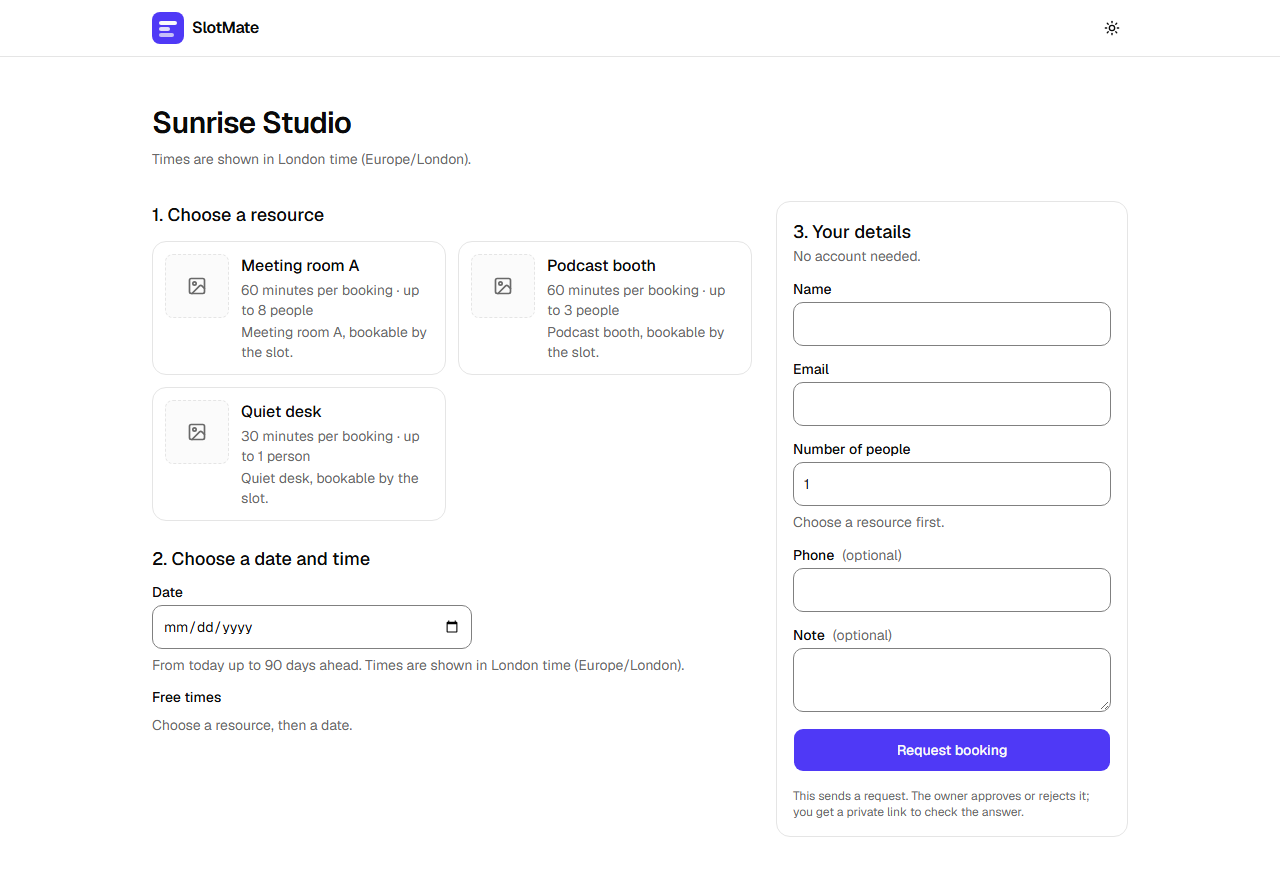 SlotMate
Sunrise Studio
Times are shown in London time (Europe/London).
1. Choose a resource
Meeting room A
60 minutes per booking · up
to 8 people
Meeting room A, bookable by
the slot.
Podcast booth
60 minutes per booking · up
to 3 people
Podcast booth, bookable by
the slot.
Quiet desk
30 minutes per booking · up
to 1 person
Quiet desk, bookable by the
slot.
2. Choose a date and time
Date
mm/dd/yyyy
From today up to 90 days ahead. Times are shown in London time (Europe/London).
Free times
Choose a resource, then a date.
3. Your details
No account needed.
Name
Email
Number of people
1
Choose a resource first.
Phone (optional)
Note (optional)
Request booking
This sends a request. The owner approves or rejects it;
you get a private link to check the answer.